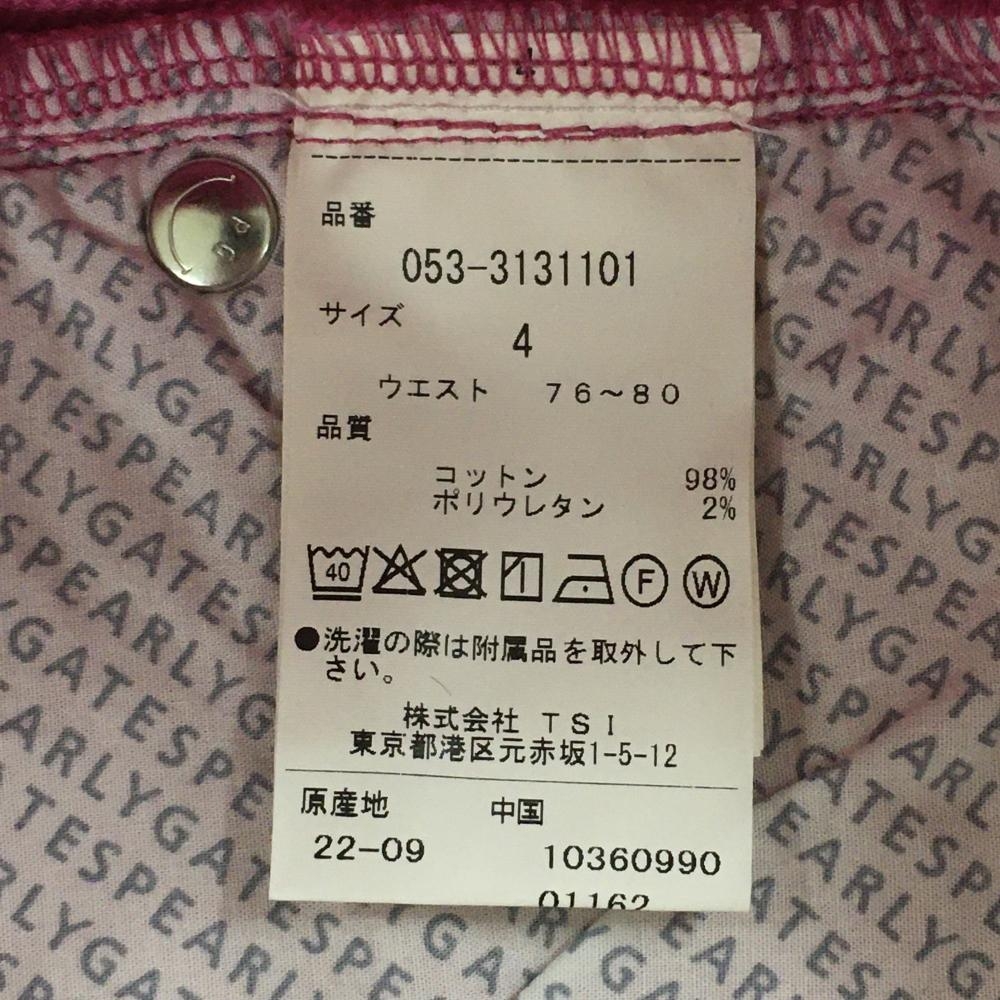 4
品番
053-3131101
サイズ
4
ウエスト 76~80
品質
コットン 98%
ポリウレタン 2%
40 F W
●洗濯の際は附属品を取外して下
さい。
株式会社 TSI
東京都港区元赤坂1-5-12
原産地 中国
22-09 10360990
01162
PEARLYGATES